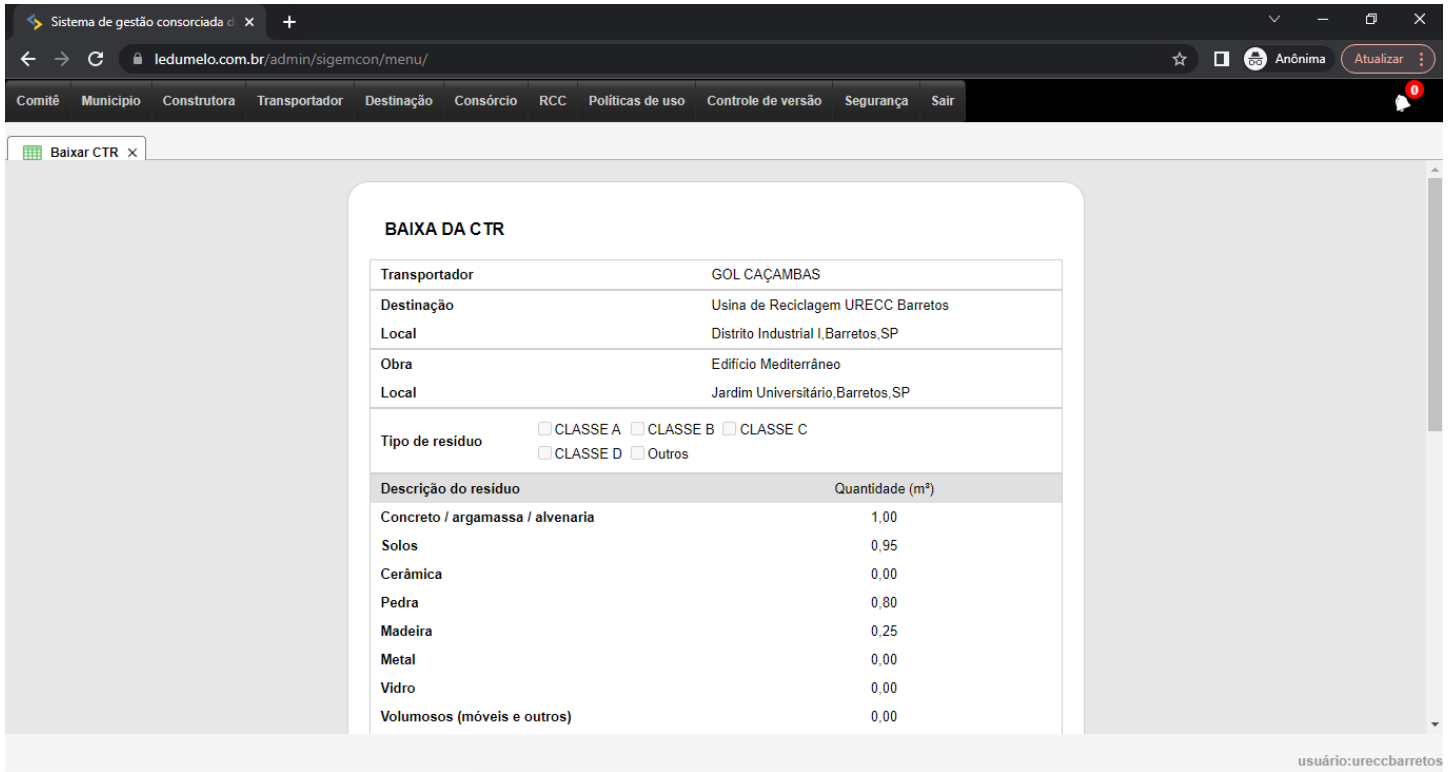 Sistema de gestão consorciada d
ledumelo.com.br/admin/sigemcon/menu/
Anônima
Atualizar
Comitê Municipio Construtora Transportador Destinação Consórcio RCC Políticas de uso Controle de versão Segurança Sair
0
Baixar CTR
BAIXA DA CTR
Transportador GOL CAÇAMBAS
Destinação Usina de Reciclagem URECC Barretos
Local Distrito Industrial I,Barretos,SP
Obra Edifício Mediterrâneo
Local Jardim Universitário,Barretos,SP
Tipo de resíduo
CLASSE A CLASSE B CLASSE C
CLASSE D Outros
Descrição do resíduo Quantidade (m³)
Concreto / argamassa / alvenaria 1,00
Solos 0,95
Cerâmica 0,00
Pedra 0,80
Madeira 0,25
Metal 0,00
Vidro 0,00
Volumosos (móveis e outros) 0,00
usuário:ureccbarretos